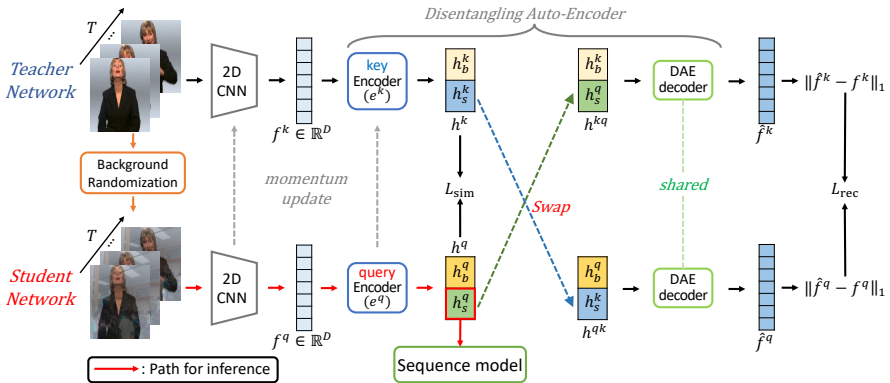 Disentangling Auto-Encoder
T
...
Teacher
Network
2D
CNN
f^k ∈ ℝ^D
key
Encoder
(e^k)
h_b^k
h_s^k
h^k
h_b^k
h_s^q
h^{kq}
DAE
decoder
f̂^k
‖f̂^k − f^k‖₁
Background
Randomization
momentum
update
L_sim
Swap
shared
L_rec
T
...
Student
Network
2D
CNN
f^q ∈ ℝ^D
query
Encoder
(e^q)
h^q
h_b^q
h_s^q
h_b^q
h_s^k
h^{qk}
DAE
decoder
f̂^q
‖f̂^q − f^q‖₁
: Path for inference
Sequence model